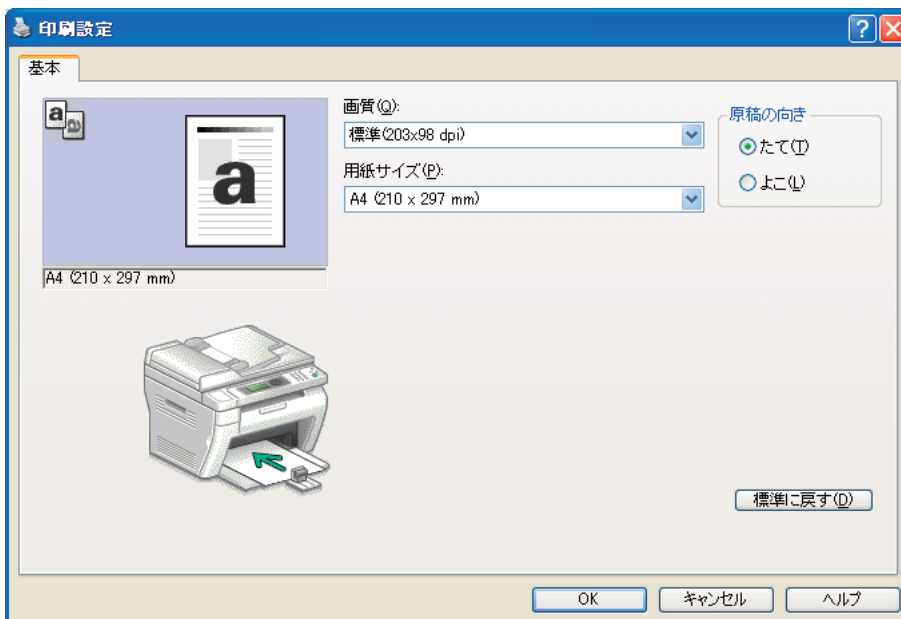 印刷設定
基本
a
a
a
A4 (210 x 297 mm)
画質(Q):
標準(203x98 dpi)
用紙サイズ(P):
A4 (210 x 297 mm)
原稿の向き
たて(T)
よこ(L)
標準に戻す(D)
OK
キャンセル
ヘルプ